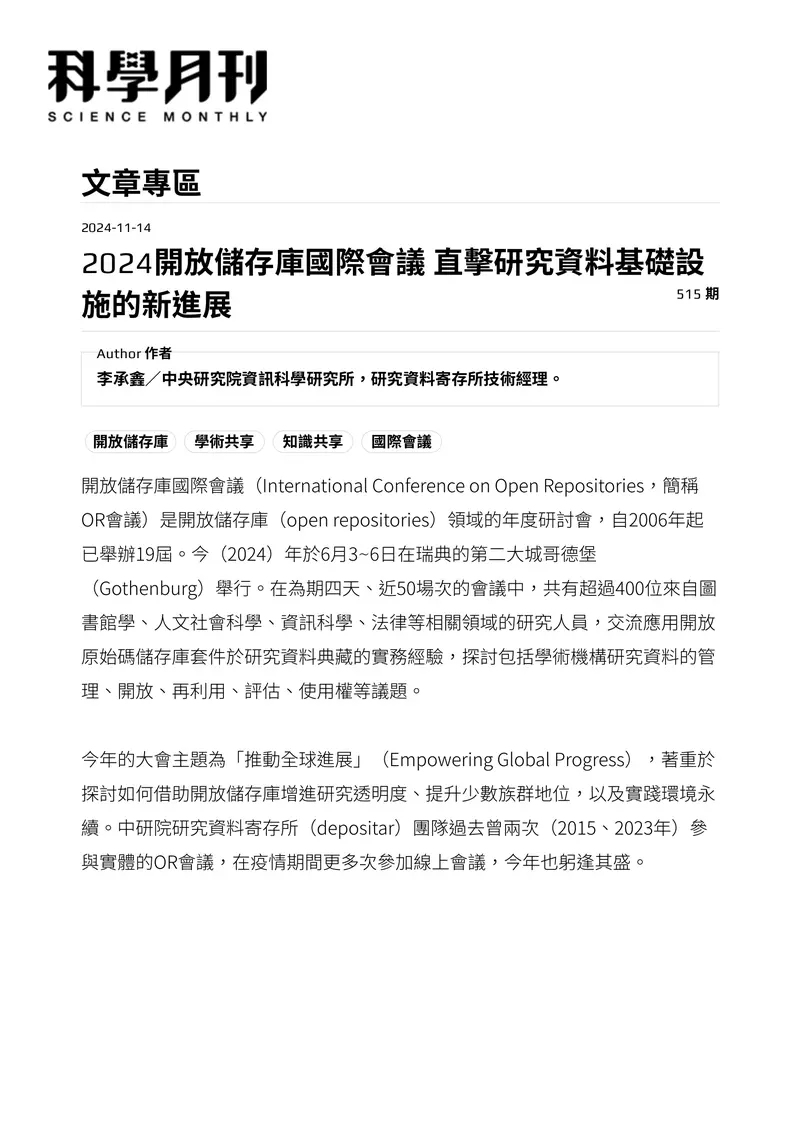 科學月刊
SCIENCE MONTHLY
文章專區
2024-11-14
2024開放儲存庫國際會議 直擊研究資料基礎設
施的新進展
515 期
Author 作者
李承鑫／中央研究院資訊科學研究所，研究資料寄存所技術經理。
開放儲存庫 學術共享 知識共享 國際會議
開放儲存庫國際會議（International Conference on Open Repositories，簡稱
OR會議）是開放儲存庫（open repositories）領域的年度研討會，自2006年起
已舉辦19屆。今（2024）年於6月3~6日在瑞典的第二大城哥德堡
（Gothenburg）舉行。在為期四天、近50場次的會議中，共有超過400位來自圖
書館學、人文社會科學、資訊科學、法律等相關領域的研究人員，交流應用開放
原始碼儲存庫套件於研究資料典藏的實務經驗，探討包括學術機構研究資料的管
理、開放、再利用、評估、使用權等議題。
今年的大會主題為「推動全球進展」（Empowering Global Progress），著重於
探討如何借助開放儲存庫增進研究透明度、提升少數族群地位，以及實踐環境永
續。中研院研究資料寄存所（depositar）團隊過去曾兩次（2015、2023年）參
與實體的OR會議，在疫情期間更多次參加線上會議，今年也躬逢其盛。